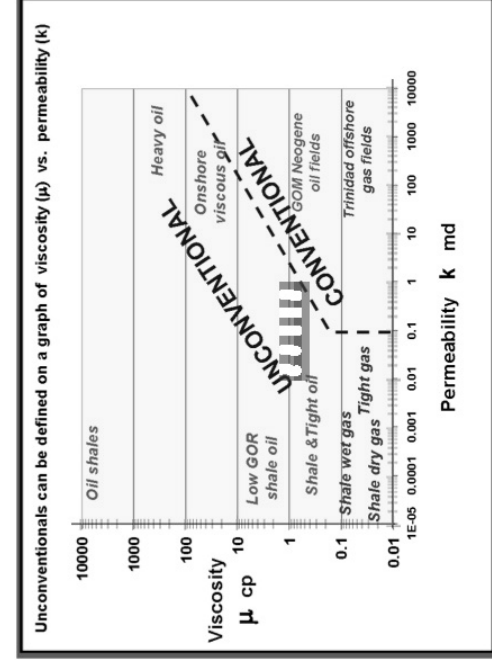 Unconventionals can be defined on a graph of viscosity (µ) vs. permeability (k)
10000
1000
100
10
1
0.1
0.01
Viscosity
µ cp
Oil shales
Heavy oil
Onshore
viscous oil
UNCONVENTIONAL
CONVENTIONAL
Low GOR
shale oil
GOM Neogene
oil fields
Shale &Tight oil
Trinidad offshore
gas fields
Shale wet gas
Tight gas
Shale dry gas
1E-05
0.0001
0.001
0.01
0.1
1
10
100
1000
10000
Permeability k md